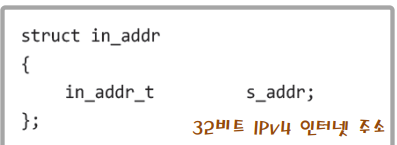 struct in_addr
{
in_addr_t s_addr;
};
32비트 IPv4 인터넷 주소